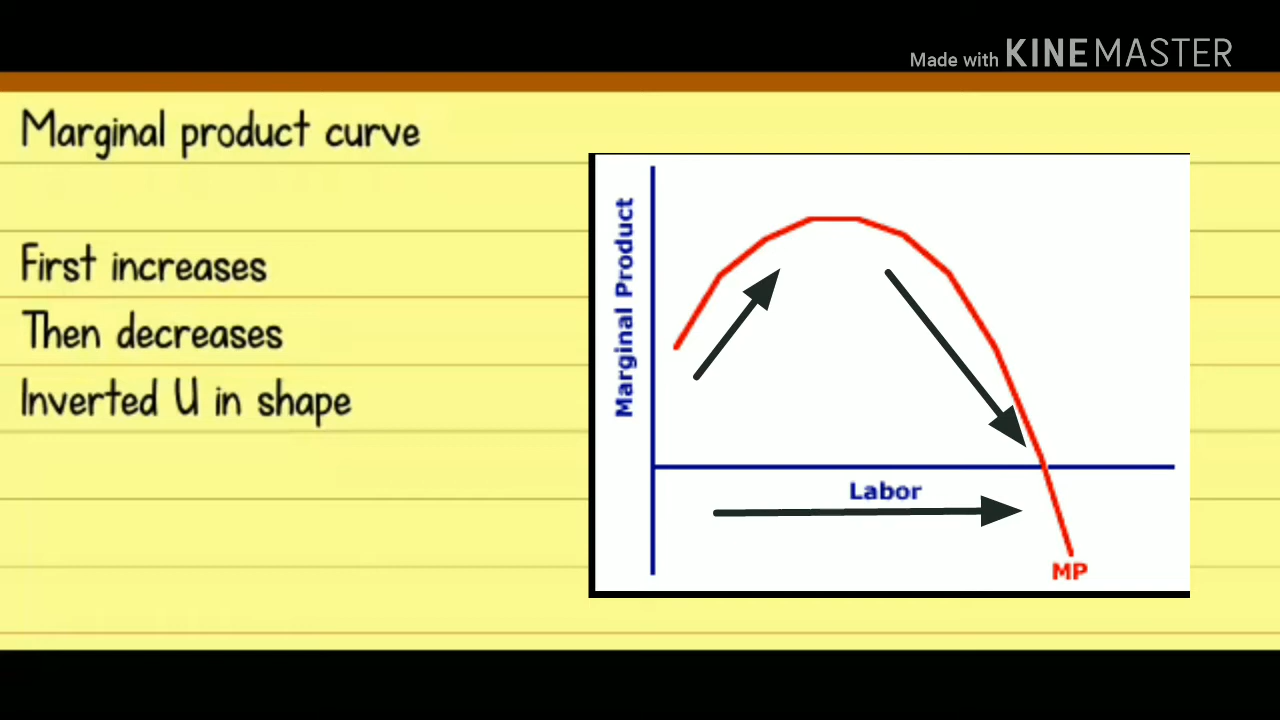 Made with KINEMASTER
Marginal product curve
First increases
Then decreases
Inverted U in shape
Marginal Product
Labor
MP